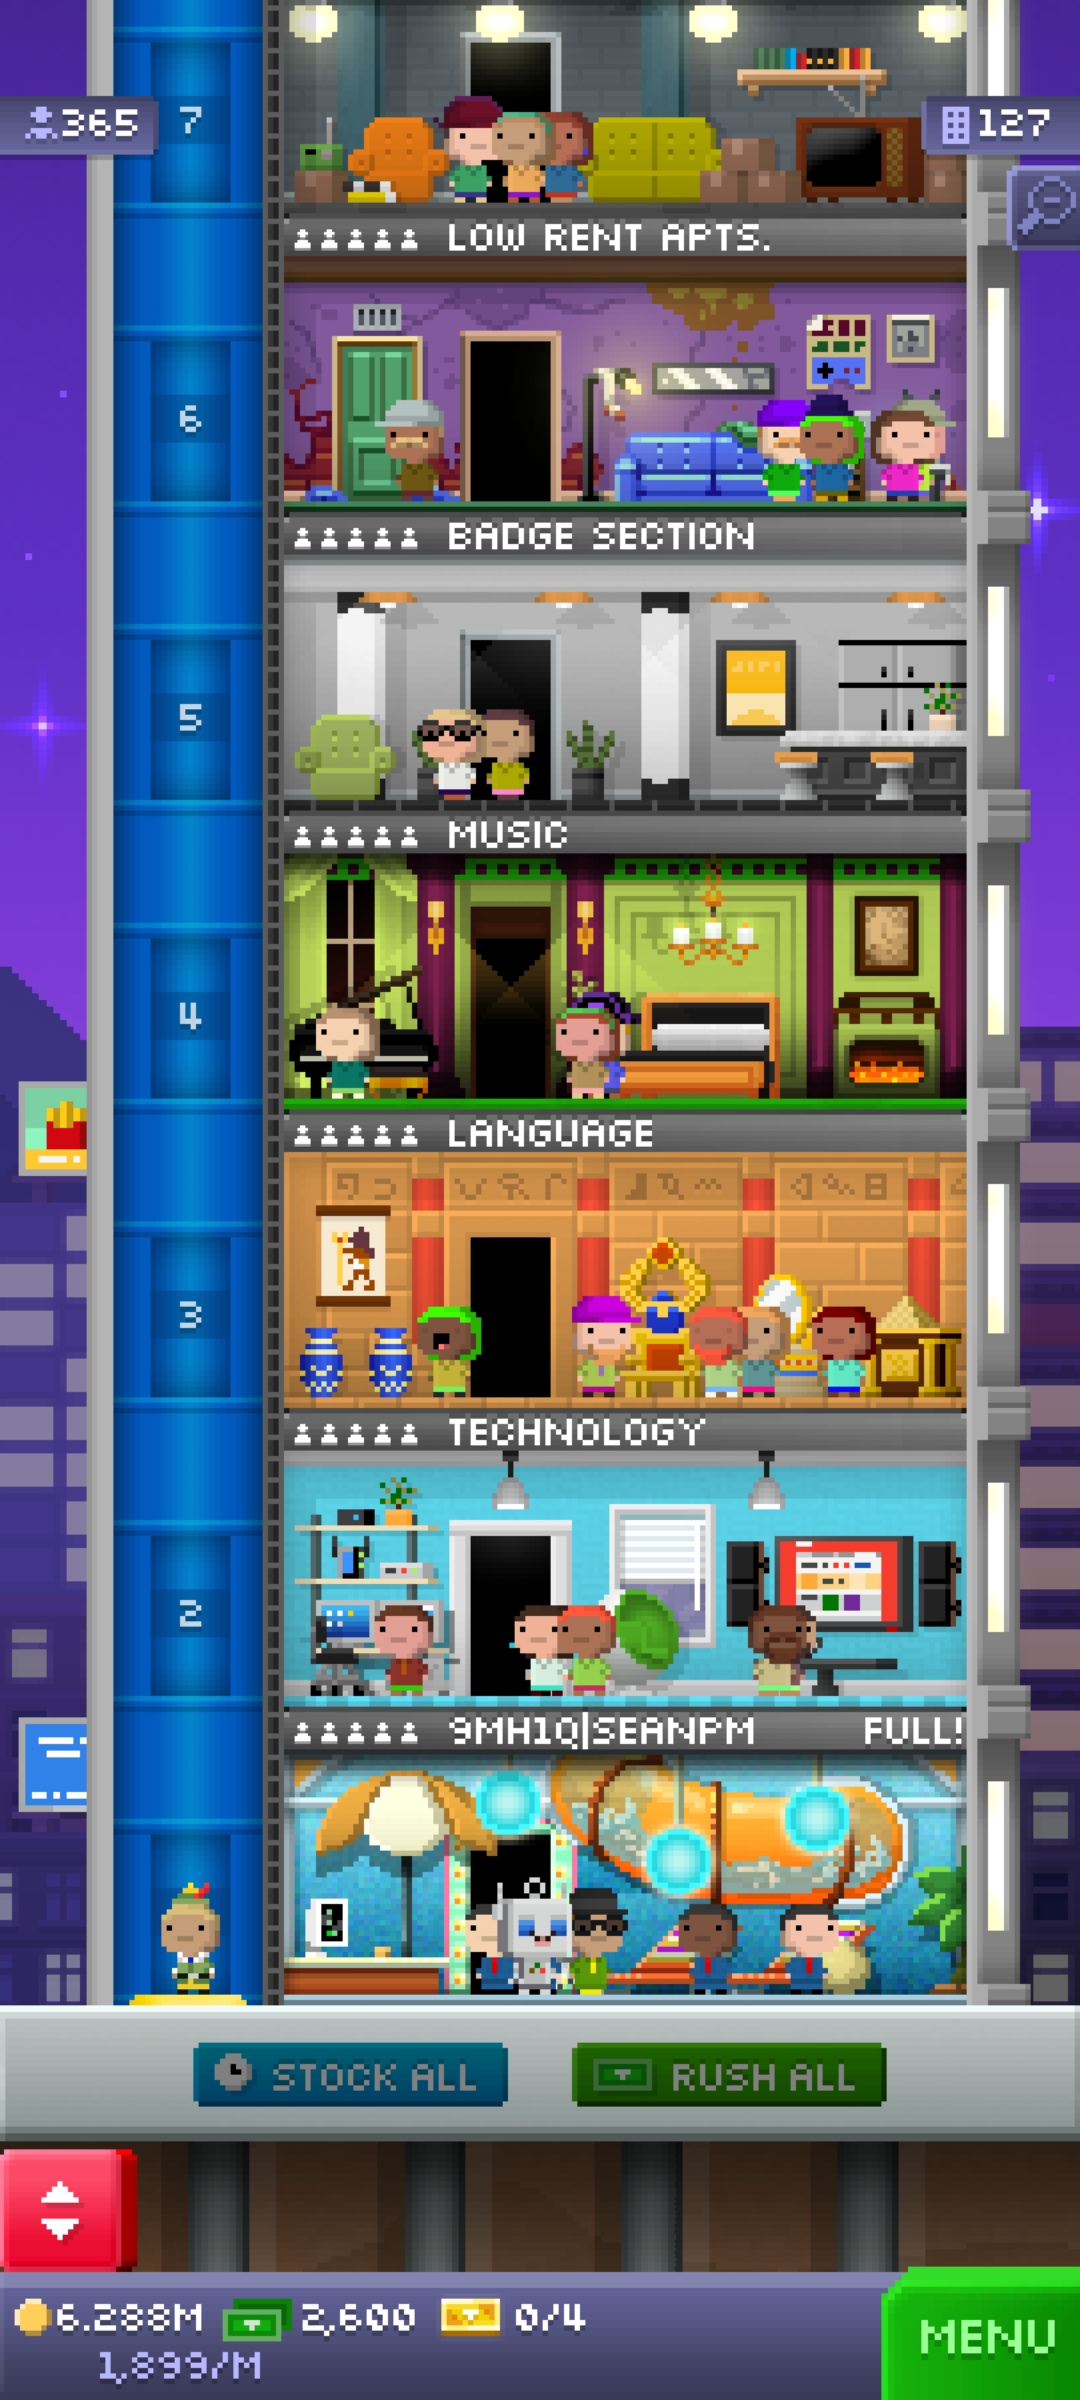 365
7
127
LOW RENT APTS.
6
BADGE SECTION
5
MUSIC
4
LANGUAGE
3
TECHNOLOGY
2
9MH1Q|SEANPM FULL!
STOCK ALL
RUSH ALL
6.288M 2,600 0/4
1,899/M
MENU